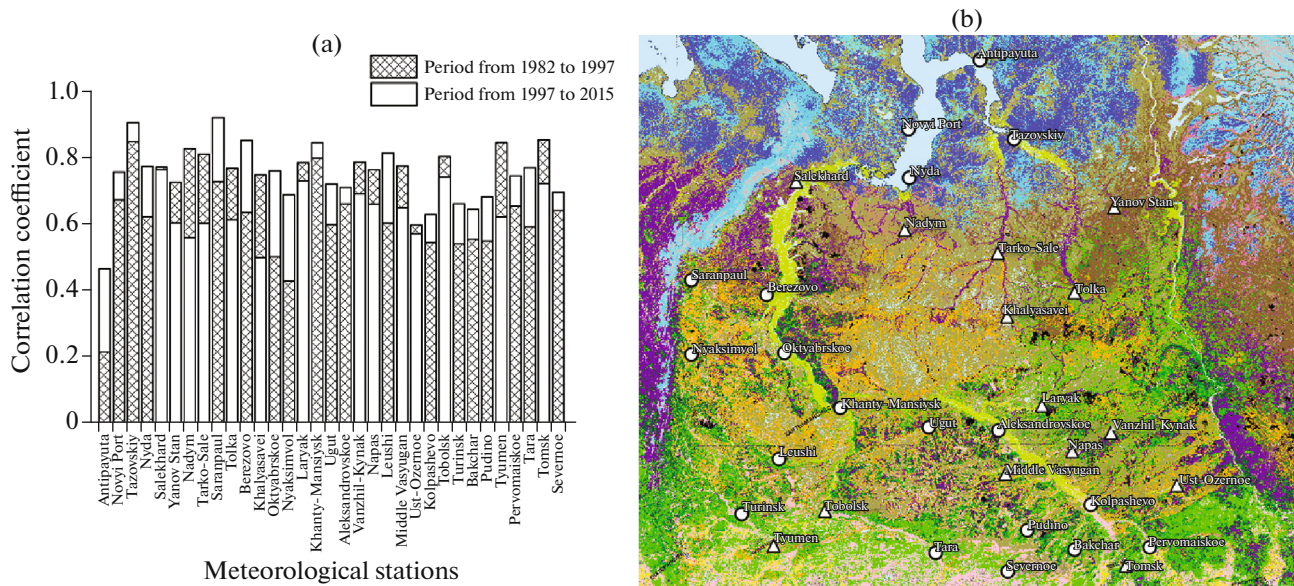 (a)
Period from 1982 to 1997
Period from 1997 to 2015
Correlation coefficient
1.0
0.8
0.6
0.4
0.2
0
Antipayuta
Novyi Port
Tazovskiy
Nyda
Salekhard
Yanov Stan
Nadym
Tarko-Sale
Saranpaul
Tolka
Berezovo
Khalyasavei
Oktyabrskoe
Nyaksimvol
Laryak
Khanty-Mansiysk
Ugut
Aleksandrovskoe
Vanzhil-Kynak
Napas
Leushi
Middle Vasyugan
Ust-Ozernoe
Kolpashevo
Tobolsk
Turinsk
Bakchar
Pudino
Tyumen
Pervomaiskoe
Tara
Tomsk
Severnoe
Meteorological stations
(b)
Antipayuta
Novyi Port
Tazovskiy
Nyda
Salekhard
Yanov Stan
Nadym
Tarko-Sale
Saranpaul
Berezovo
Tolka
Khalyasavei
Nyaksimvol
Oktyabrskoe
Khanty-Mansiysk
Laryak
Ugut
Aleksandrovskoe
Vanzhil-Kynak
Napas
Leushi
Middle Vasyugan
Ust-Ozernoe
Kolpashevo
Turinsk
Tobolsk
Pudino
Tyumen
Tara
Bakchar
Pervomaiskoe
Severnoe
Tomsk